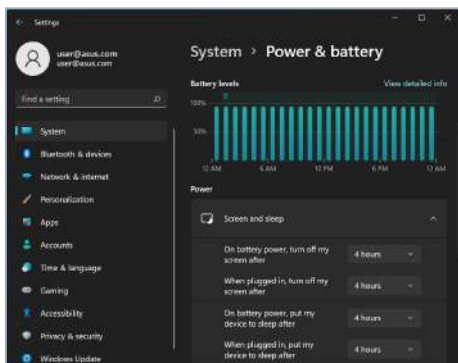 Settings
user@asus.com
user@asus.com
Find a setting
System
Bluetooth & devices
Network & internet
Personalization
Apps
Accounts
Time & language
Gaming
Accessibility
Privacy & security
Windows Update
System > Power & battery
Battery levels View detailed info
100%
50%
12 AM 6 AM 12 PM 6 PM 12 AM
Power
Screen and sleep
On battery power, turn off my
screen after
4 hours
When plugged in, turn off my
screen after
4 hours
On battery power, put my
device to sleep after
4 hours
When plugged in, put my
device to sleep after
4 hours